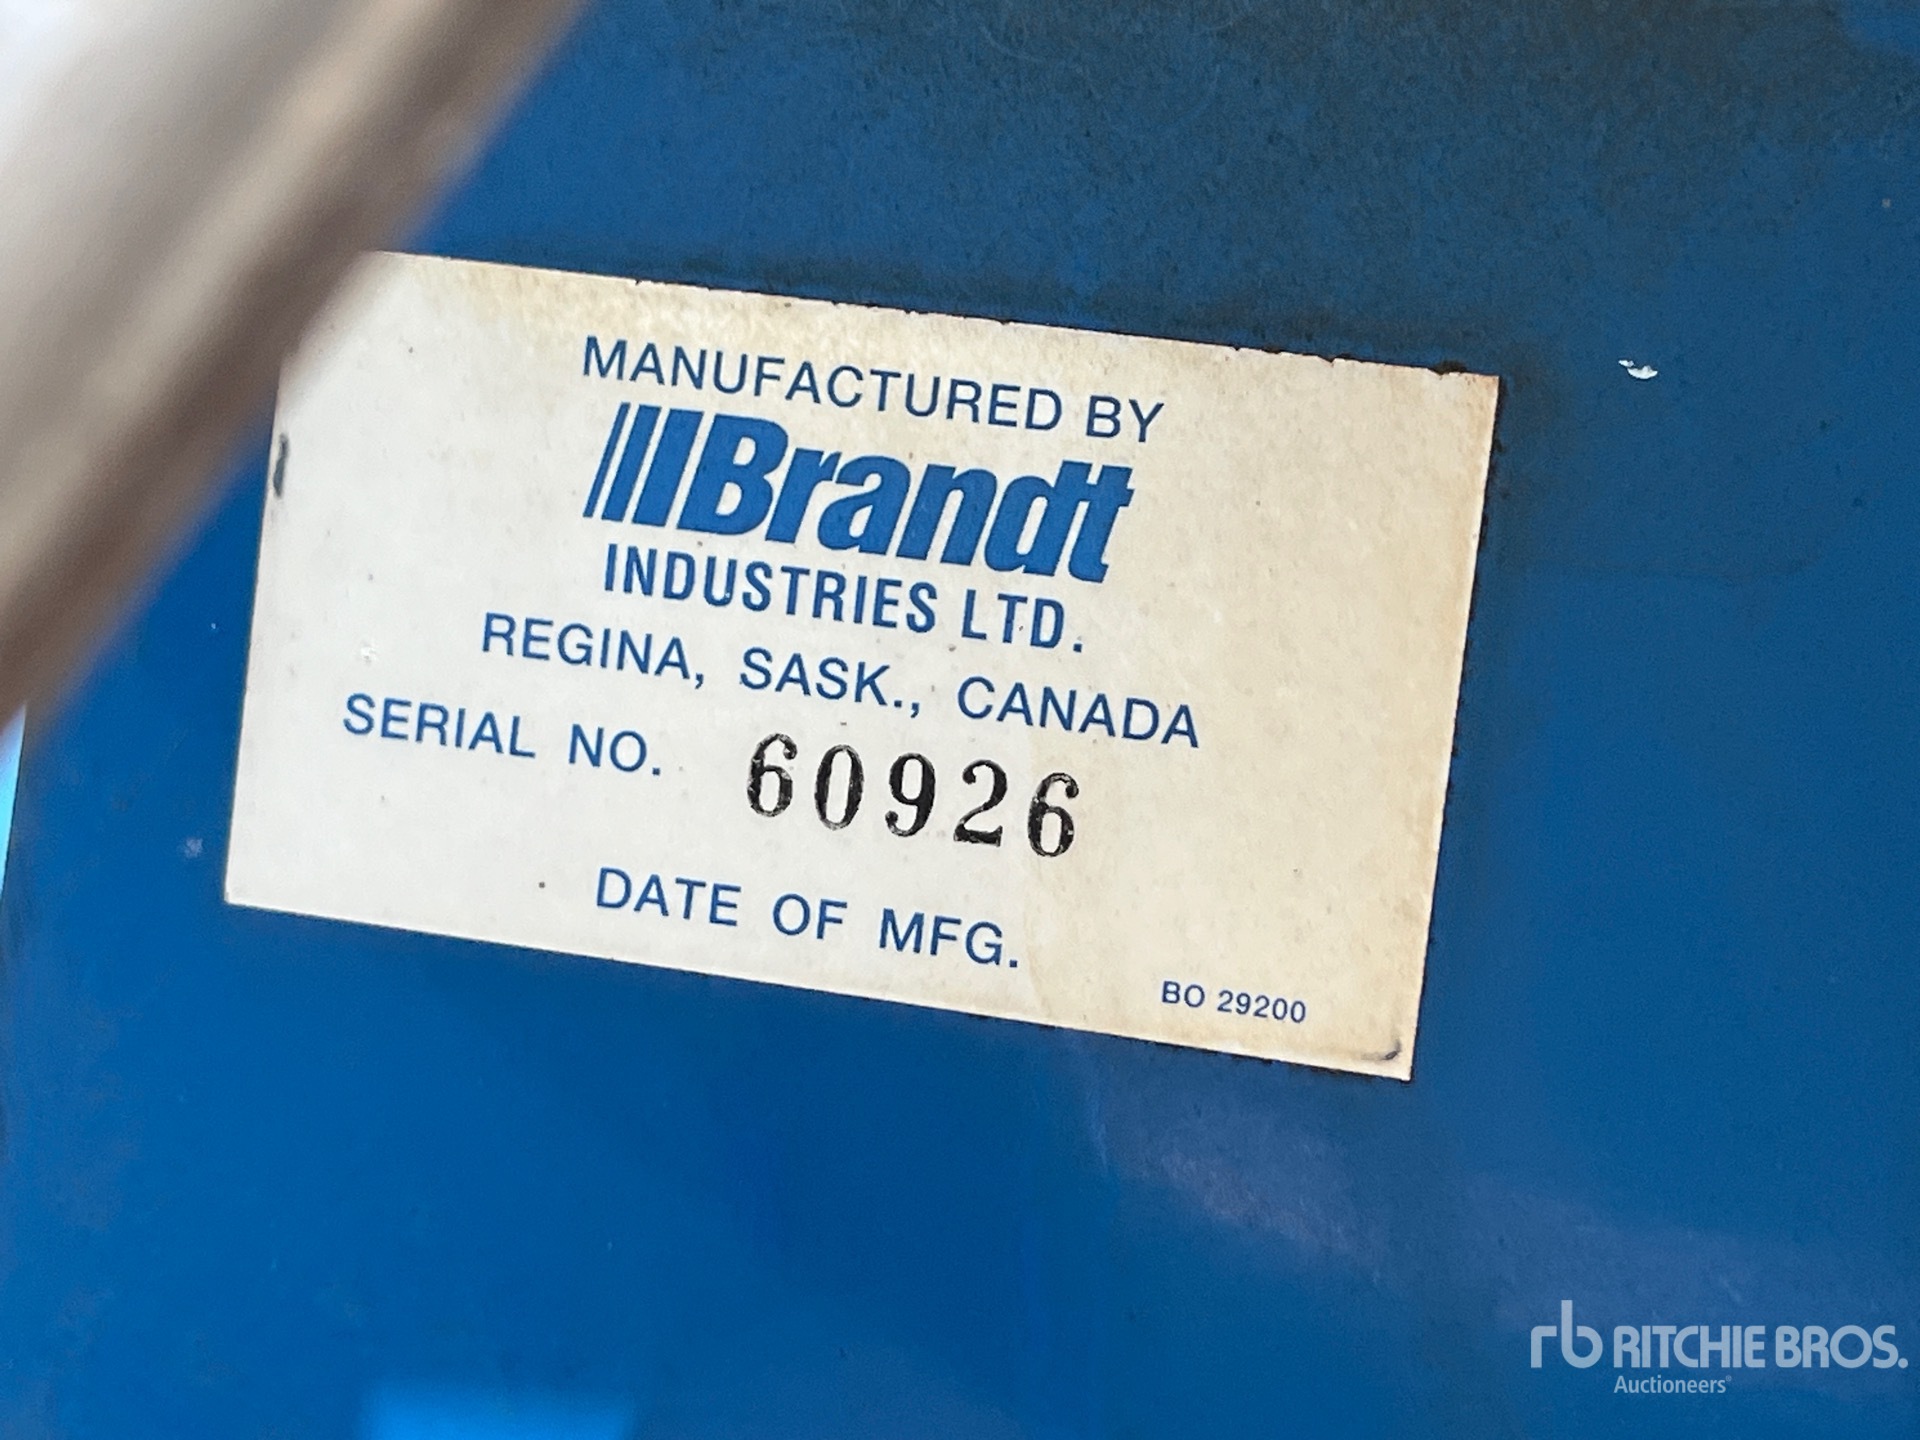 MANUFACTURED BY
Brandt
INDUSTRIES LTD.
REGINA, SASK., CANADA
SERIAL NO. 60926
DATE OF MFG.
BO 29200
rb RITCHIE BROS.
Auctioneers